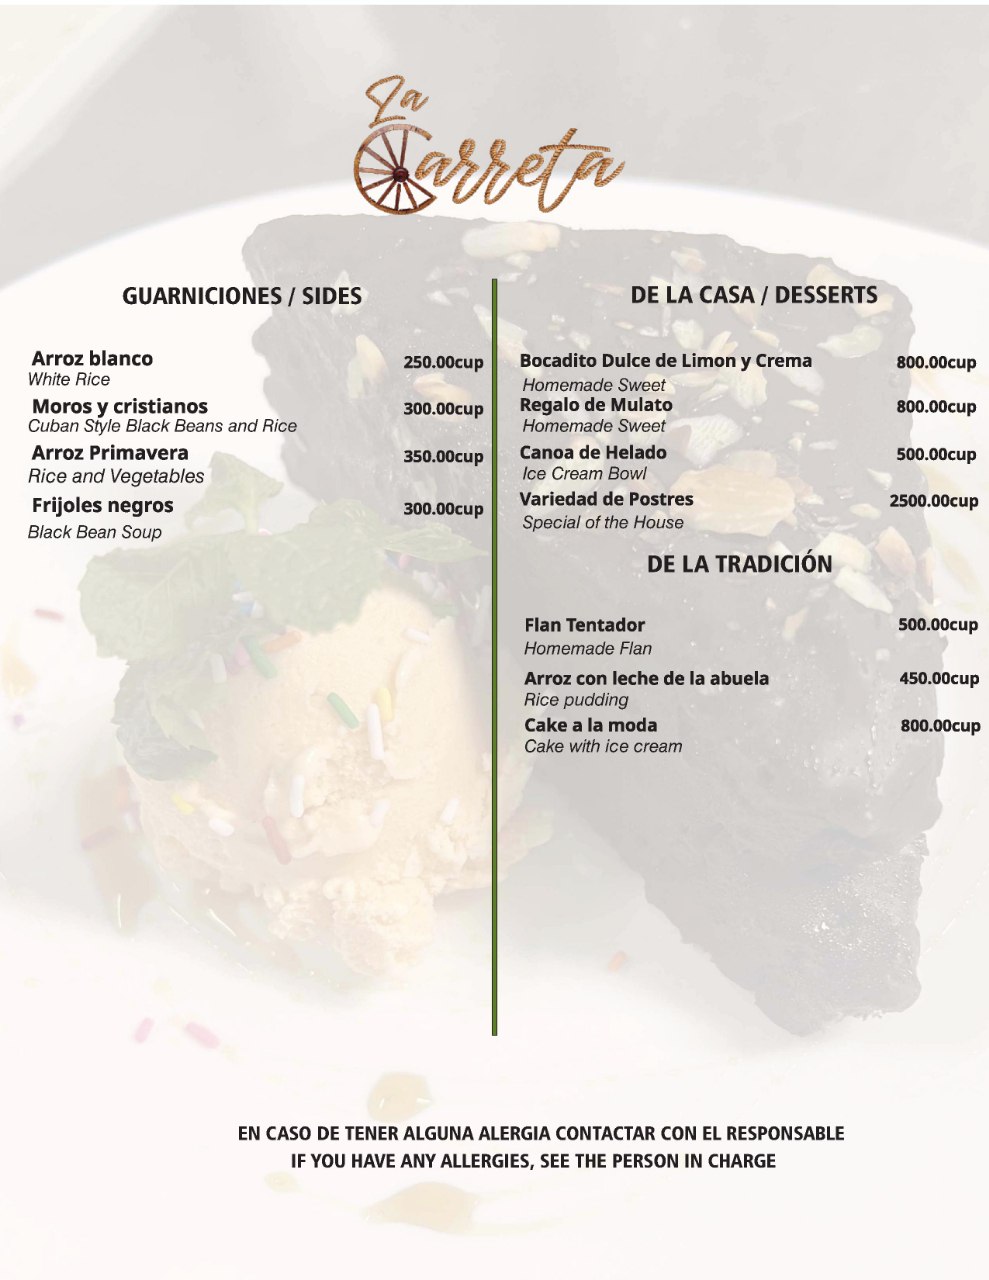 La
Carreta
GUARNICIONES / SIDES
Arroz blanco 250.00cup
White Rice
Moros y cristianos 300.00cup
Cuban Style Black Beans and Rice
Arroz Primavera 350.00cup
Rice and Vegetables
Frijoles negros 300.00cup
Black Bean Soup
DE LA CASA / DESSERTS
Bocadito Dulce de Limon y Crema 800.00cup
Homemade Sweet
Regalo de Mulato 800.00cup
Homemade Sweet
Canoa de Helado 500.00cup
Ice Cream Bowl
Variedad de Postres 2500.00cup
Special of the House
DE LA TRADICIÓN
Flan Tentador 500.00cup
Homemade Flan
Arroz con leche de la abuela 450.00cup
Rice pudding
Cake a la moda 800.00cup
Cake with ice cream
EN CASO DE TENER ALGUNA ALERGIA CONTACTAR CON EL RESPONSABLE
IF YOU HAVE ANY ALLERGIES, SEE THE PERSON IN CHARGE